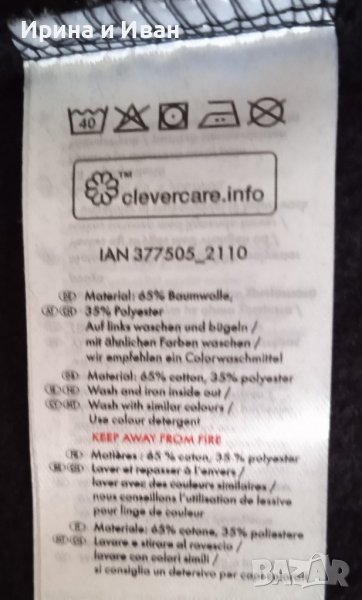 Ирина и Иван
40
clevercare.info
TM
IAN 377505_2110
Material: 65% Baumwolle,
35% Polyester
Auf links waschen und bügeln /
mit ähnlichen Farben waschen /
wir empfehlen ein Colorwaschmittel
Material: 65% cotton, 35% polyester
Wash and iron inside out /
Wash with similar colours /
Use colour detergent
KEEP AWAY FROM FIRE
Matières: 65 % coton, 35 % polyester
Laver et repasser à l'envers /
laver avec des couleurs similaires /
nous conseillons l'utilisation de lessive
pour linge de couleur
Materiale: 65% cotone, 35% poliestere
Lavare e stirare al rovescio /
lavare con colori simili /
si consiglia un detersivo per capi colorati
BAZAR